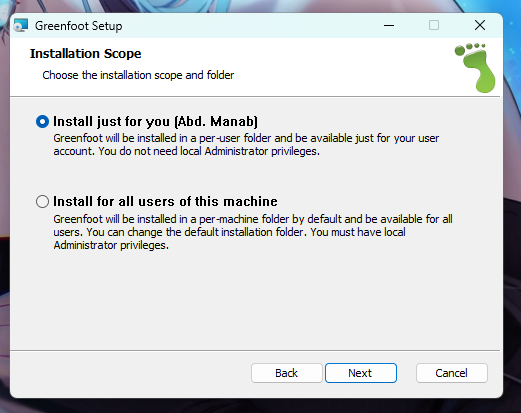 Greenfoot Setup
Installation Scope
Choose the installation scope and folder
Install just for you (Abd. Manab)
Greenfoot will be installed in a per-user folder and be available just for your user
account. You do not need local Administrator privileges.
Install for all users of this machine
Greenfoot will be installed in a per-machine folder by default and be available for all
users. You can change the default installation folder. You must have local
Administrator privileges.
Back Next Cancel